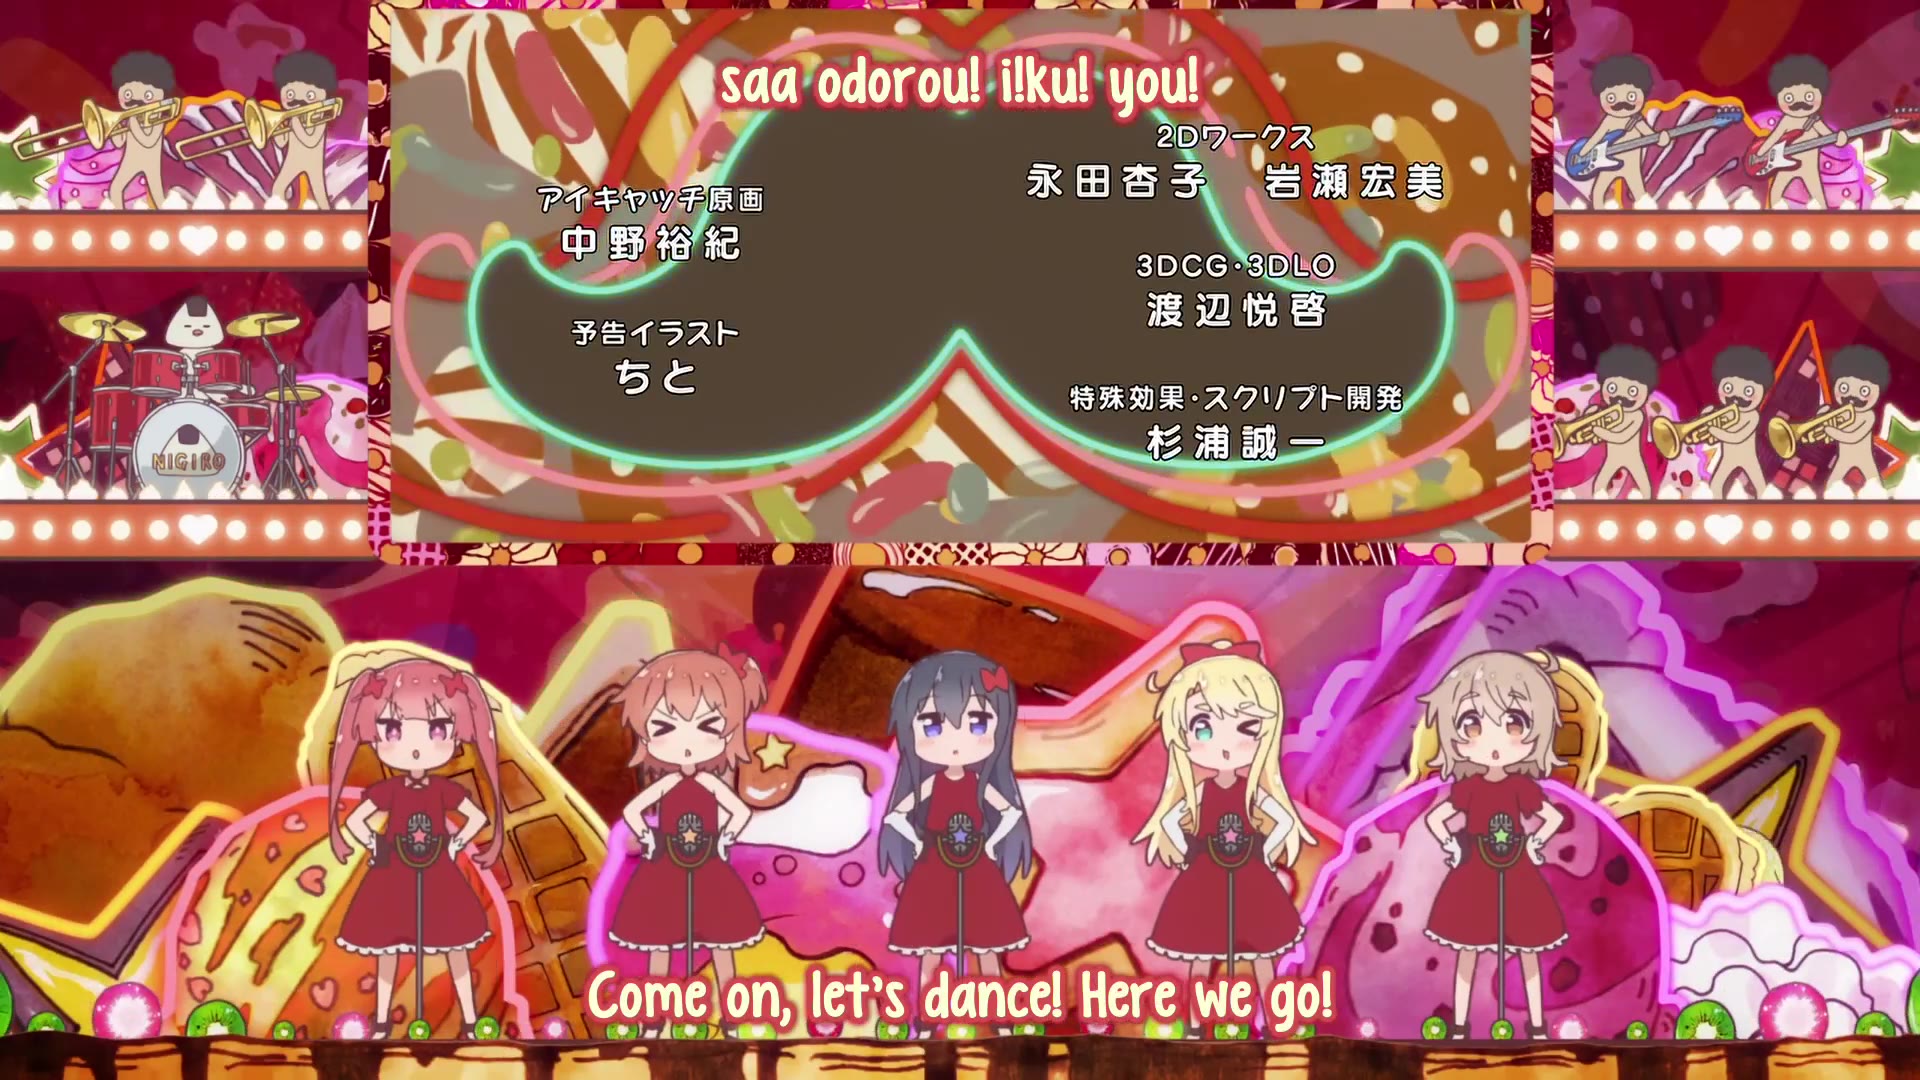 saa odorou! i!ku! you!
アイキャッチ原画
中野裕紀
予告イラスト
ちと
2Dワークス
永田杏子 岩瀬宏美
3DCG･3DLO
渡辺悦啓
特殊効果･スクリプト開発
杉浦誠一
NIGIRO
Come on, let's dance! Here we go!